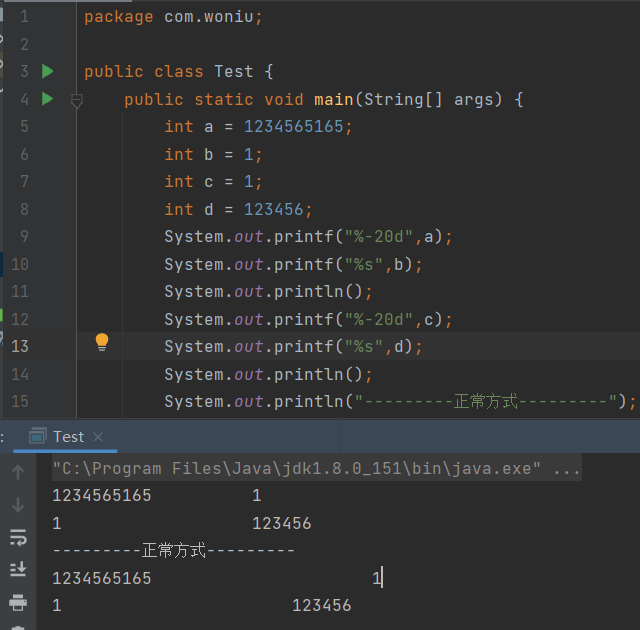 1 package com.woniu;
2
3 public class Test {
4 public static void main(String[] args) {
5 int a = 1234565165;
6 int b = 1;
7 int c = 1;
8 int d = 123456;
9 System.out.printf("%-20d",a);
10 System.out.printf("%s",b);
11 System.out.println();
12 System.out.printf("%-20d",c);
13 System.out.printf("%s",d);
14 System.out.println();
15 System.out.println("---------正常方式---------");
: Test ×
"C:\Program Files\Java\jdk1.8.0_151\bin\java.exe" ...
1234565165          1
1                   123456
---------正常方式---------
1234565165                      1
1                       123456